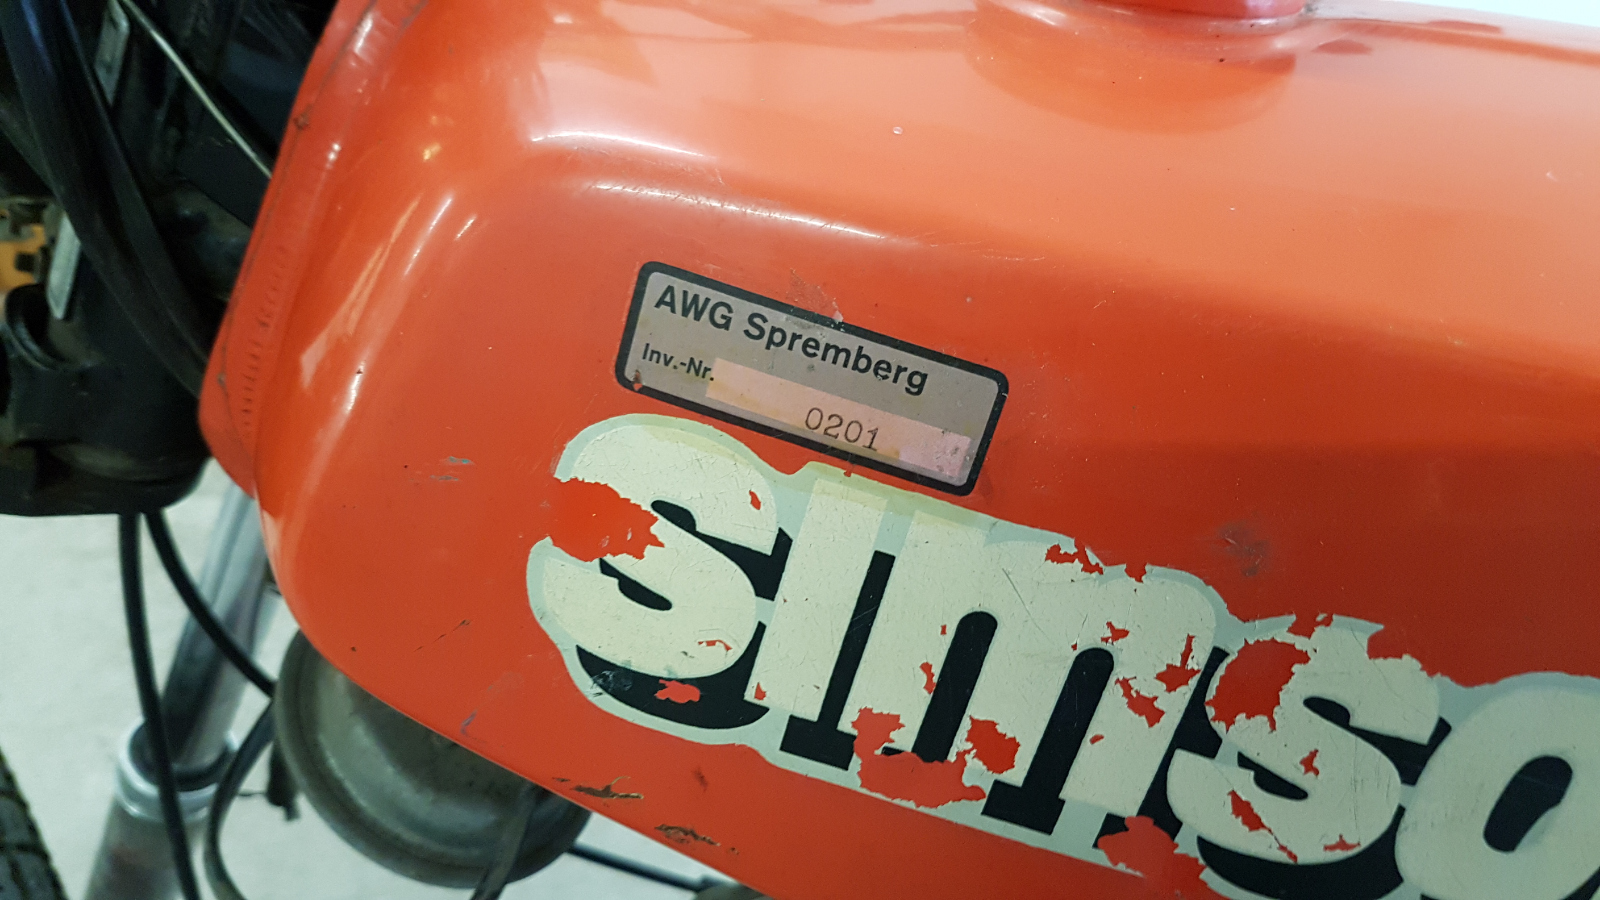 AWG Spremberg
Inv.-Nr.
0201
simso